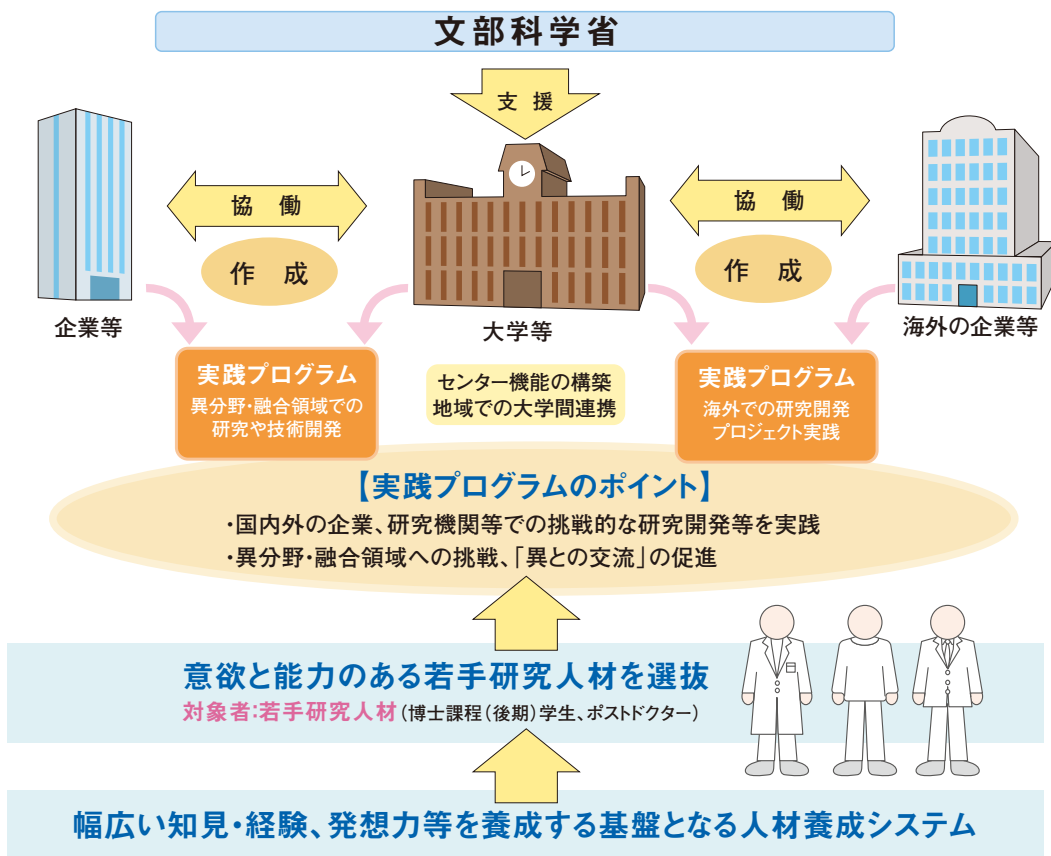 文部科学省
支援
協働
協働
作成
作成
企業等
大学等
海外の企業等
実践プログラム
異分野・融合領域での
研究や技術開発
センター機能の構築
地域での大学間連携
実践プログラム
海外での研究開発
プロジェクト実践
【実践プログラムのポイント】
・国内外の企業、研究機関等での挑戦的な研究開発等を実践
・異分野・融合領域への挑戦、「異との交流」の促進
意欲と能力のある若手研究人材を選抜
対象者:若手研究人材(博士課程(後期)学生、ポストドクター)
幅広い知見・経験、発想力等を養成する基盤となる人材養成システム